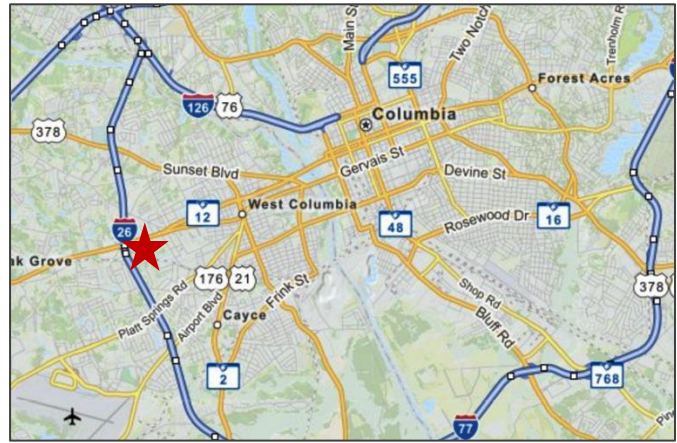 Main St
Two Notch
Trenholm R
555
Forest Acres
126
76
Columbia
378
Gervais St
Sunset Blvd
Devine St
West Columbia
12
48
Rosewood Dr
16
26
ak Grove
176
21
Frink St
Shop Rd
378
Platt Springs Rd
Airport Blvd
Cayce
Bluff Rd
2
768
77
Pin